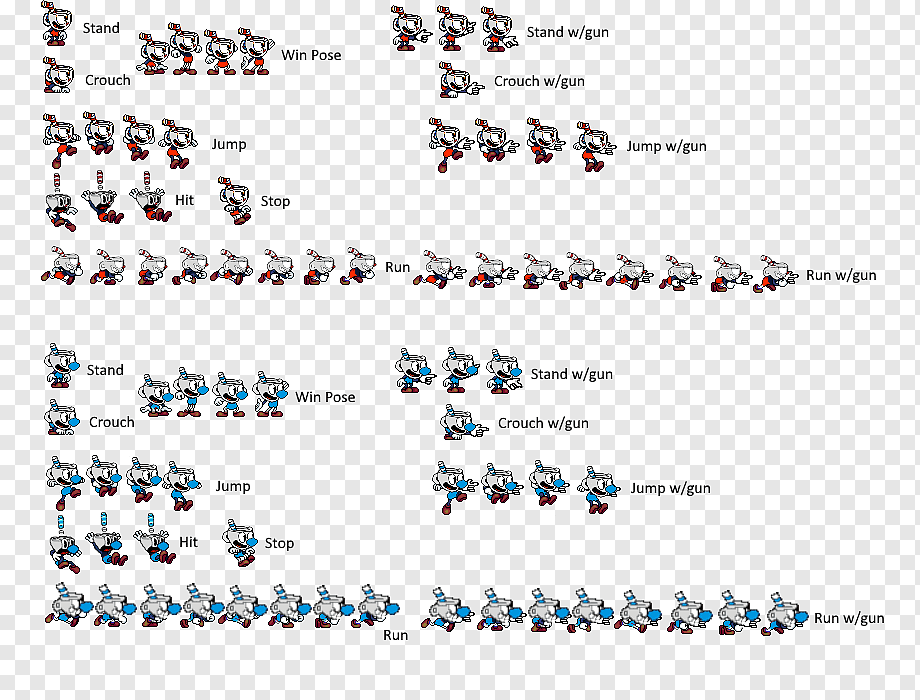 Stand
Stand w/gun
Win Pose
Crouch
Crouch w/gun
Jump
Jump w/gun
Hit
Stop
Run
Run w/gun
Stand
Stand w/gun
Win Pose
Crouch
Crouch w/gun
Jump
Jump w/gun
Hit
Stop
Run w/gun
Run